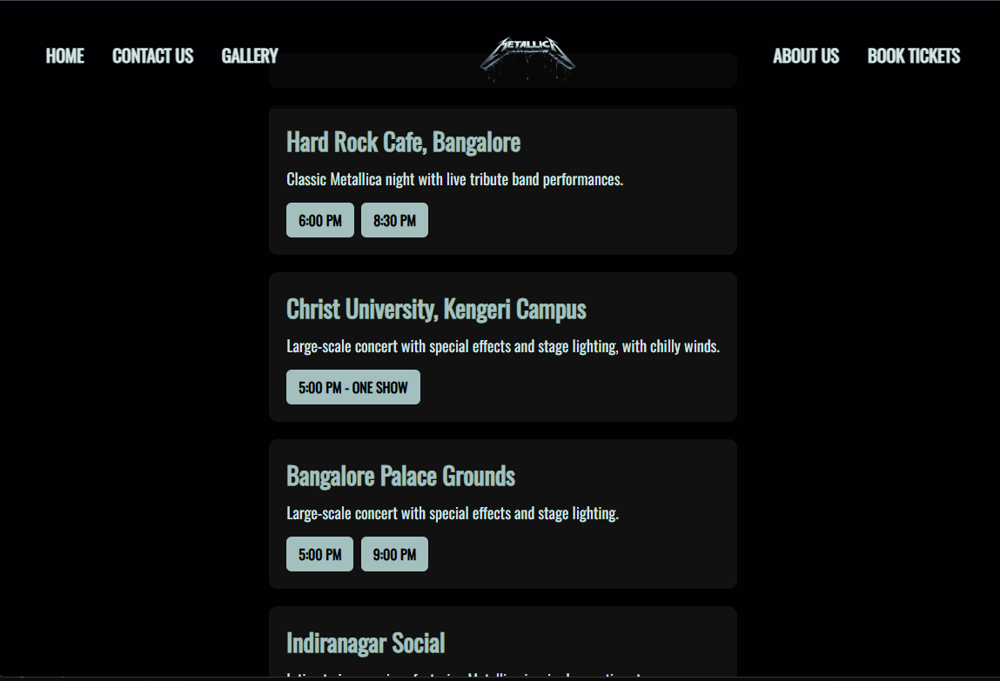 HOME CONTACT US GALLERY METALLICA ABOUT US BOOK TICKETS
Hard Rock Cafe, Bangalore
Classic Metallica night with live tribute band performances.
6:00 PM 8:30 PM
Christ University, Kengeri Campus
Large-scale concert with special effects and stage lighting, with chilly winds.
5:00 PM - ONE SHOW
Bangalore Palace Grounds
Large-scale concert with special effects and stage lighting.
5:00 PM 9:00 PM
Indiranagar Social